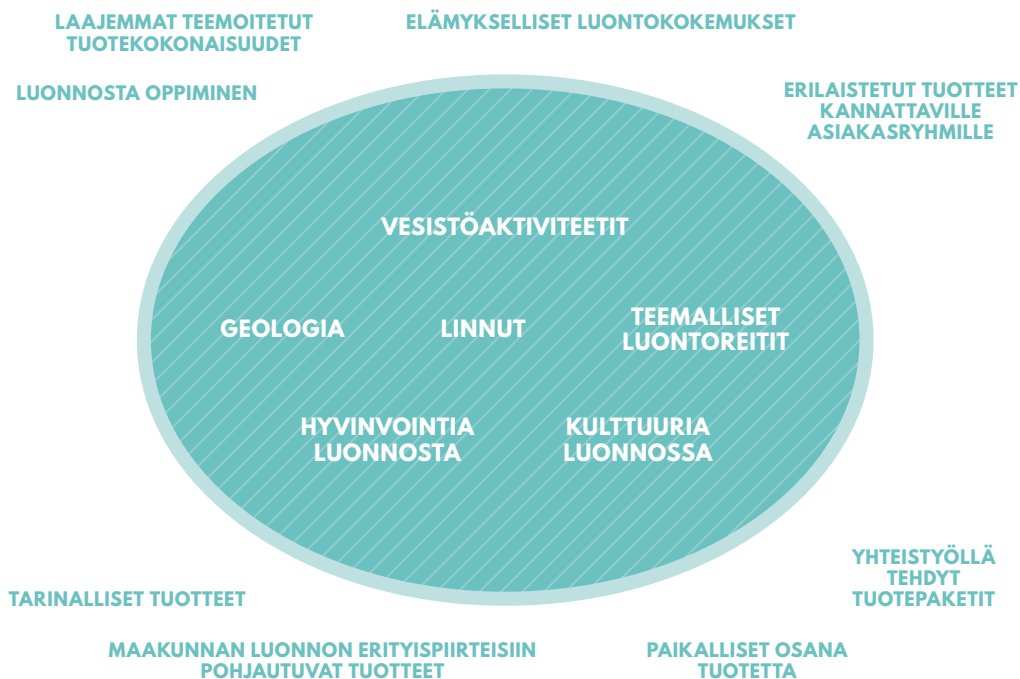 LAAJEMMAT TEEMOITETUT
TUOTEKOKONAISUUDET
ELÄMYKSELLISET LUONTOKOKEMUKSET
LUONNOSTA OPPIMINEN
ERILAISTETUT TUOTTEET
KANNATTAVILLE
ASIAKASRYHMILLE
VESISTÖAKTIVITEETIT
GEOLOGIA
LINNUT
TEEMALLISET
LUONTOREITIT
HYVINVOINTIA
LUONNOSTA
KULTTUURIA
LUONNOSSA
YHTEISTYÖLLÄ
TEHDYT
TUOTEPAKETIT
TARINALLISET TUOTTEET
MAAKUNNAN LUONNON ERITYISPIIRTEISIIN
POHJAUTUVAT TUOTTEET
PAIKALLISET OSANA
TUOTETTA